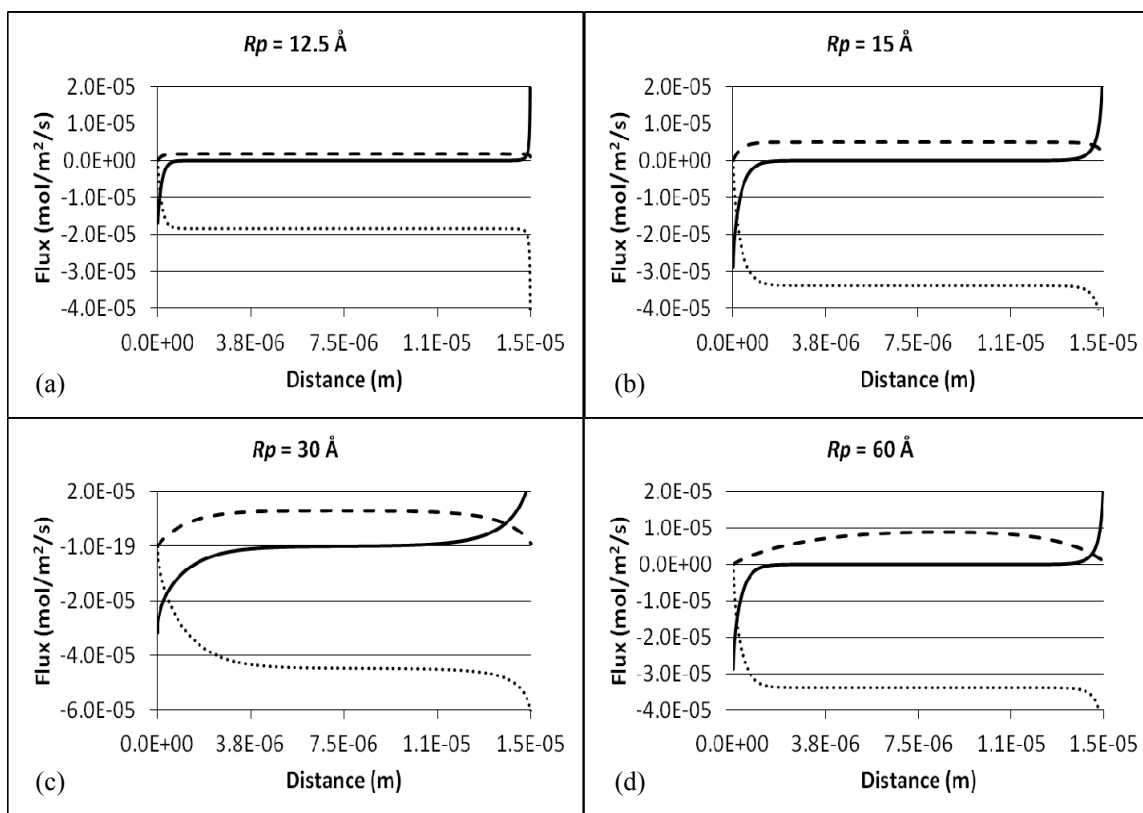 Rp = 12.5 Å
Flux (mol/m²/s)
2.0E-05
1.0E-05
0.0E+00
-1.0E-05
-2.0E-05
-3.0E-05
-4.0E-05
0.0E+00 3.8E-06 7.5E-06 1.1E-05 1.5E-05
Distance (m)
(a)
Rp = 15 Å
Flux (mol/m²/s)
2.0E-05
1.0E-05
0.0E+00
-1.0E-05
-2.0E-05
-3.0E-05
-4.0E-05
0.0E+00 3.8E-06 7.5E-06 1.1E-05 1.5E-05
Distance (m)
(b)
Rp = 30 Å
Flux (mol/m²/s)
2.0E-05
-1.0E-19
-2.0E-05
-4.0E-05
-6.0E-05
0.0E+00 3.8E-06 7.5E-06 1.1E-05 1.5E-05
Distance (m)
(c)
Rp = 60 Å
Flux (mol/m²/s)
2.0E-05
1.0E-05
0.0E+00
-1.0E-05
-2.0E-05
-3.0E-05
-4.0E-05
0.0E+00 3.8E-06 7.5E-06 1.1E-05 1.5E-05
Distance (m)
(d)